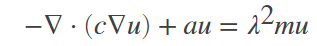 −∇ · (c∇u) + au = λ²mu